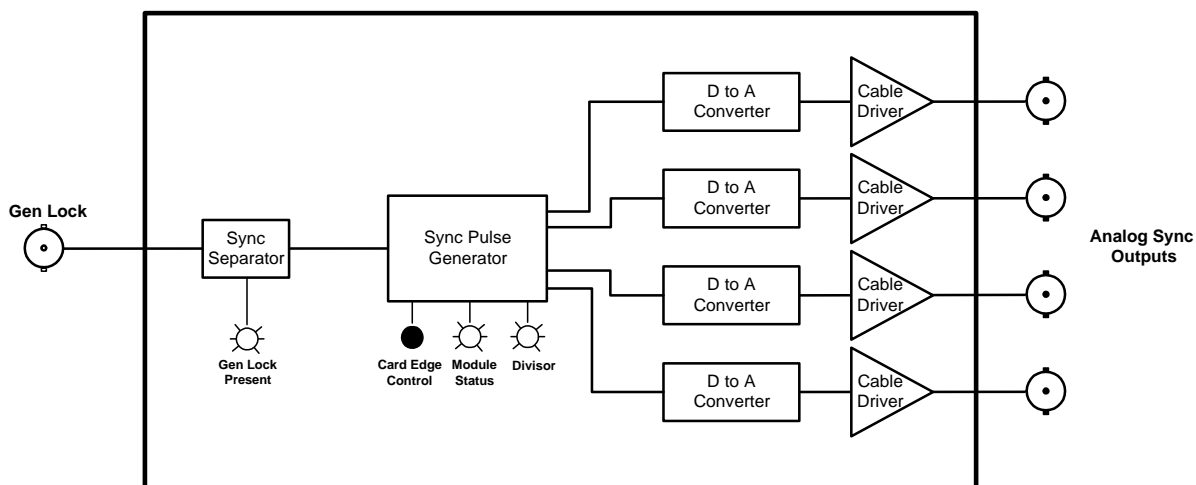 Gen Lock
Sync
Separator
Gen Lock
Present
Sync Pulse
Generator
Card Edge
Control
Module
Status
Divisor
D to A
Converter
Cable
Driver
D to A
Converter
Cable
Driver
D to A
Converter
Cable
Driver
D to A
Converter
Cable
Driver
Analog Sync
Outputs